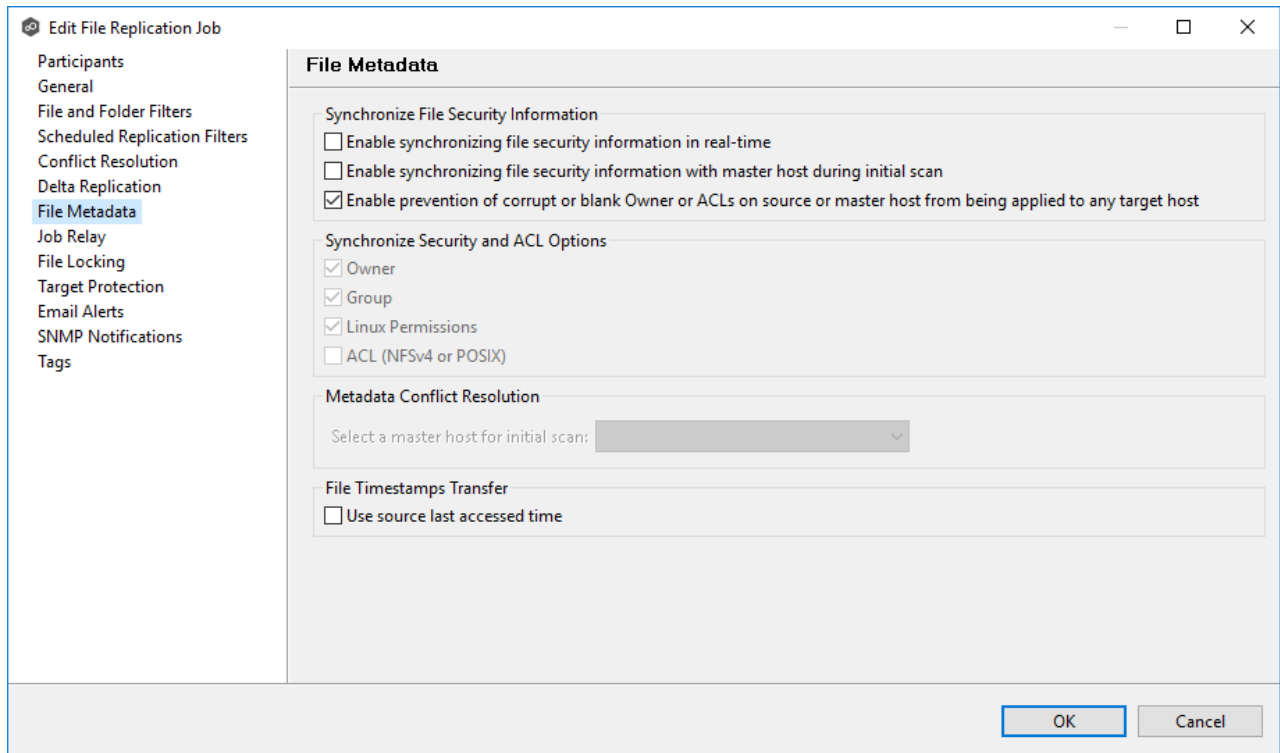 Edit File Replication Job
Participants
General
File and Folder Filters
Scheduled Replication Filters
Conflict Resolution
Delta Replication
File Metadata
Job Relay
File Locking
Target Protection
Email Alerts
SNMP Notifications
Tags
File Metadata
Synchronize File Security Information
Enable synchronizing file security information in real-time
Enable synchronizing file security information with master host during initial scan
Enable prevention of corrupt or blank Owner or ACLs on source or master host from being applied to any target host
Synchronize Security and ACL Options
Owner
Group
Linux Permissions
ACL (NFSv4 or POSIX)
Metadata Conflict Resolution
Select a master host for initial scan:
File Timestamps Transfer
Use source last accessed time
OK
Cancel